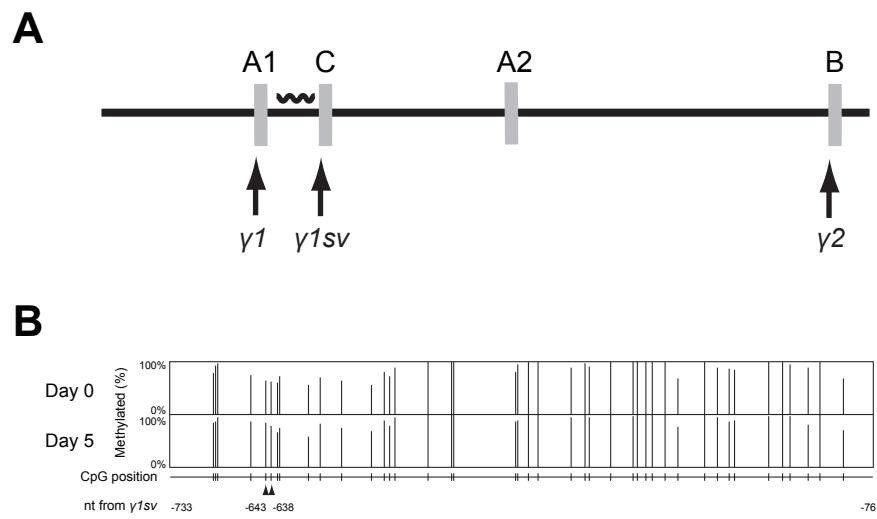 A
A1 C A2 B
γ1 γ1sv γ2
B
Methylated (%)
Day 0 100%
0%
Day 5 100%
0%
CpG position
nt from γ1sv -733 -643 -638 -76